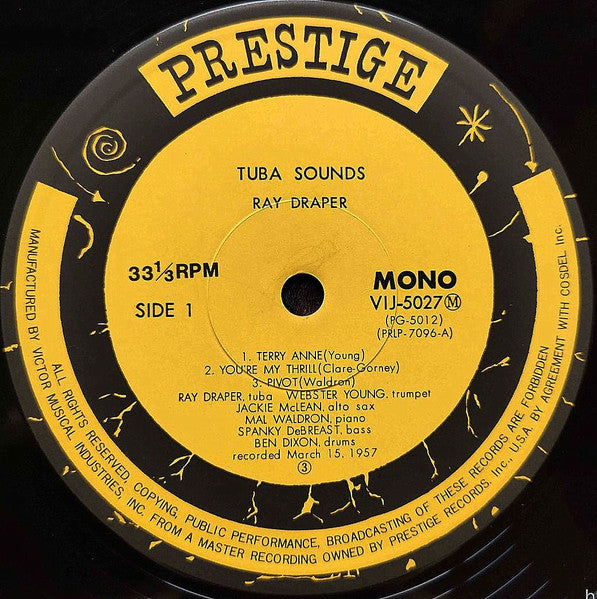 PRESTIGE
TUBA SOUNDS
RAY DRAPER
33⅓ RPM
SIDE 1
MONO
VIJ-5027 Ⓜ
(PG-5012)
(PRLP-7096-A)
1. TERRY ANNE(Young)
2. YOU'RE MY THRILL(Clare-Gorney)
3. PIVOT(Waldron)
RAY DRAPER, tuba WEBSTER YOUNG, trumpet
JACKIE McLEAN, alto sax
MAL WALDRON, piano
SPANKY DeBREAST, bass
BEN DIXON, drums
recorded March 15. 1957
③
MANUFACTURED BY VICTOR MUSICAL INDUSTRIES, INC. FROM A MASTER RECORDING OWNED BY PRESTIGE RECORDS, Inc., U.S.A. BY AGREEMENT WITH COSDEL Inc.
ALL RIGHTS RESERVED, COPYING, PUBLIC PERFORMANCE, BROADCASTING OF THESE RECORDS ARE FORBIDDEN